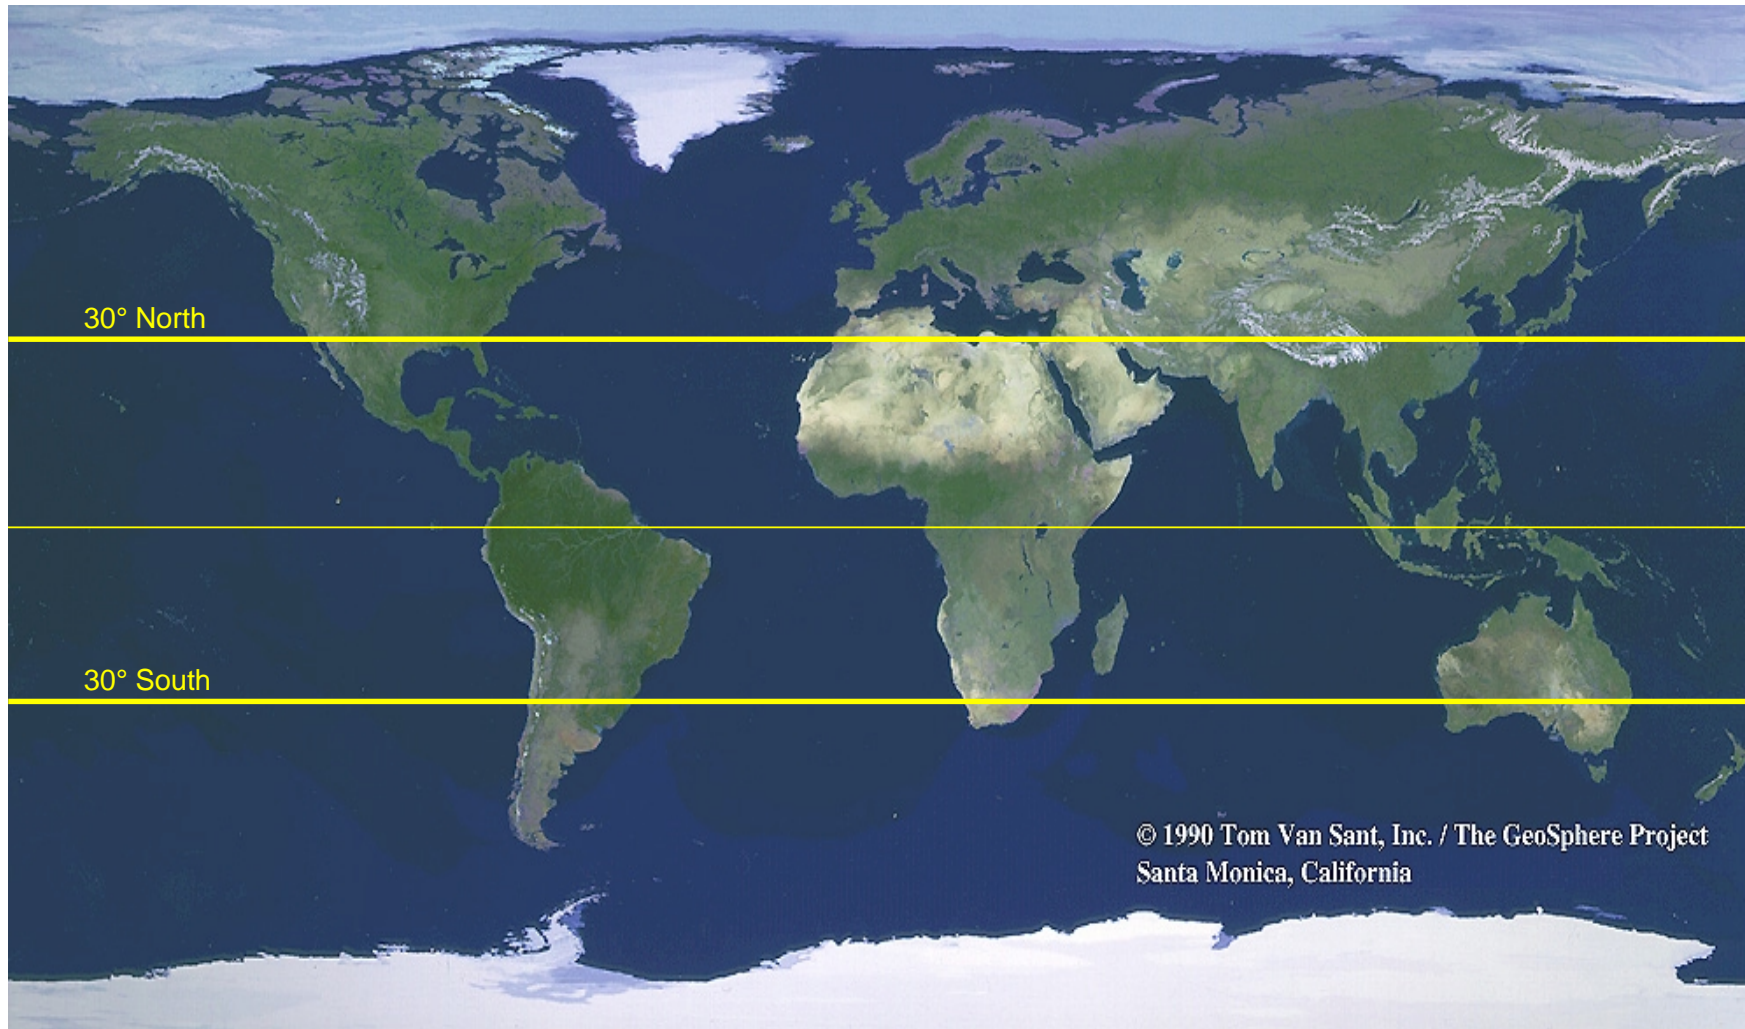 30° North
30° South
© 1990 Tom Van Sant, Inc. / The GeoSphere Project
Santa Monica, California